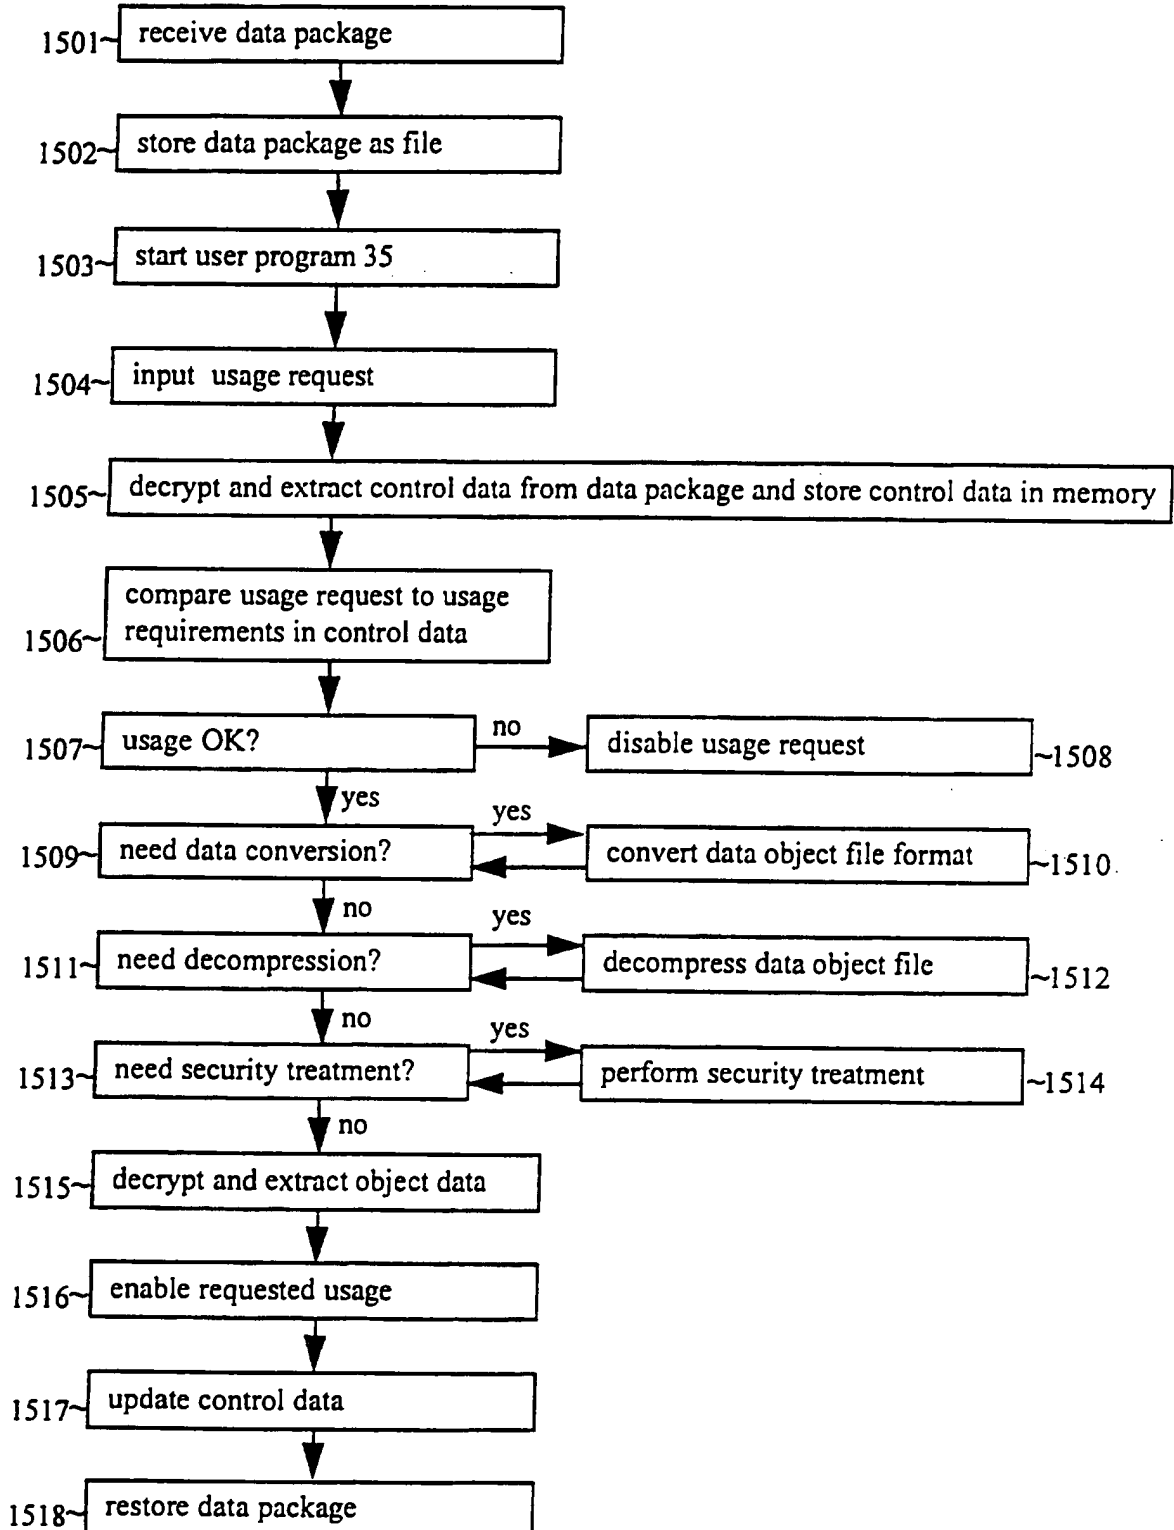 1501~ receive data package
1502~ store data package as file
1503~ start user program 35
1504~ input usage request
1505~ decrypt and extract control data from data package and store control data in memory
compare usage request to usage
1506~ requirements in control data
1507~ usage OK? no disable usage request ~1508
yes
yes
1509~ need data conversion? convert data object file format ~1510
no
yes
1511~ need decompression? decompress data object file ~1512
no
yes
1513~ need security treatment? perform security treatment ~1514
no
1515~ decrypt and extract object data
1516~ enable requested usage
1517~ update control data
1518~ restore data package